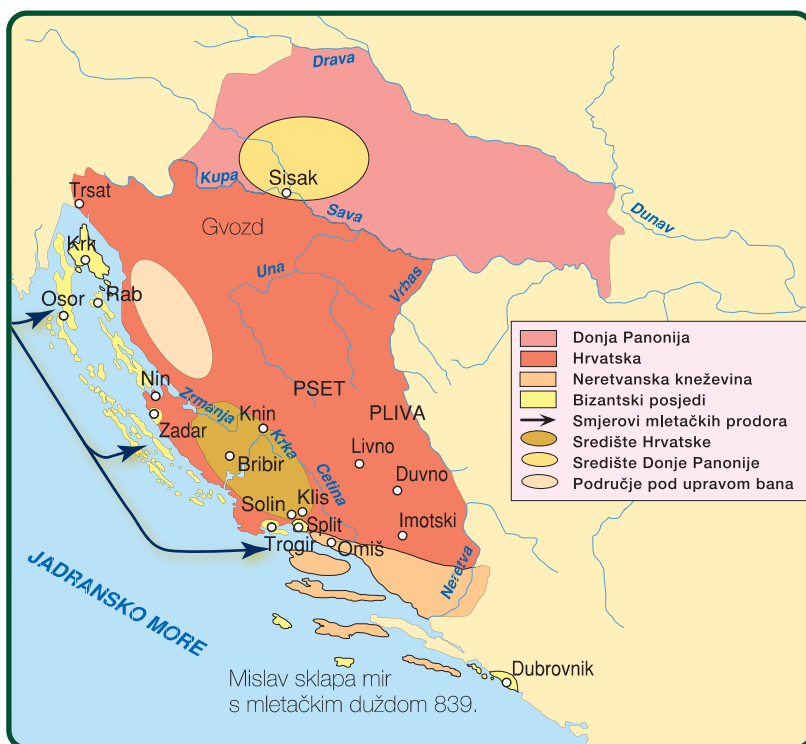 Drava
Kupa
Sisak
Trsat
Sava
Dunav
Gvozd
Krk
Una
Vrbas
Osor
Rab
Donja Panonija
Hrvatska
Neretvanska kneževina
Bizantski posjedi
Smjerovi mletačkih prodora
Središte Hrvatske
Središte Donje Panonije
Područje pod upravom bana
Nin
PSET
Zrmanja
Knin
PLIVA
Zadar
Krka
Livno
Bribir
Cetina
Duvno
Solin
Klis
Split
Imotski
Trogir
Omiš
Neretva
JADRANSKO MORE
Dubrovnik
Mislav sklapa mir
s mletačkim duždom 839.